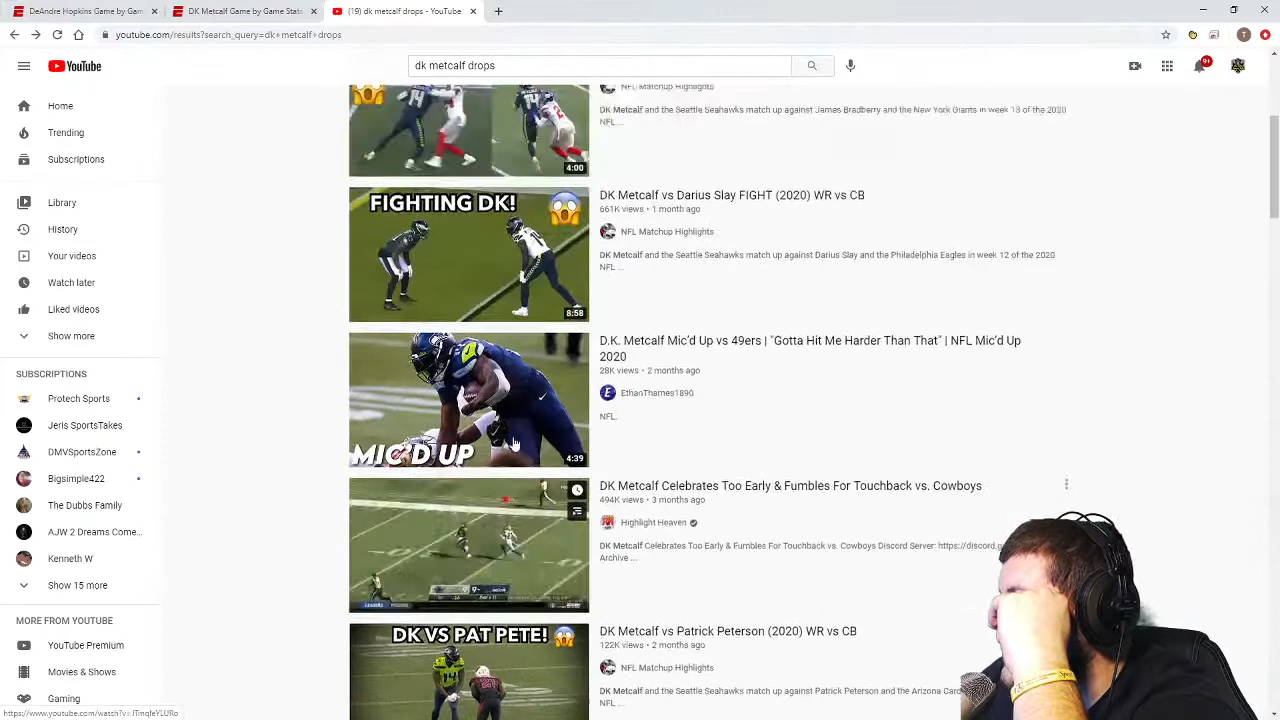 DeAndre Hopkins Game by Gam
DK Metcalf Game by Game Stats
(19) dk metcalf drops - YouTube
youtube.com/results?search_query=dk+metcalf+drops
T
YouTube
dk metcalf drops
9+
Home
Trending
Subscriptions
Library
History
Your videos
Watch later
Liked videos
Show more
SUBSCRIPTIONS
Protech Sports
Jeris SportsTakes
DMVSportsZone
Bigsimple422
The Dubbs Family
AJW 2 Dreams Come...
Kenneth W
Show 15 more
MORE FROM YOUTUBE
YouTube Premium
Movies & Shows
Gaming
NFL Matchup Highlights
DK Metcalf and the Seattle Seahawks match up against James Bradberry and the New York Giants in week 13 of the 2020
NFL ...
4:00
FIGHTING DK!
8:58
DK Metcalf vs Darius Slay FIGHT (2020) WR vs CB
661K views • 1 month ago
NFL Matchup Highlights
DK Metcalf and the Seattle Seahawks match up against Darius Slay and the Philadelphia Eagles in week 12 of the 2020
NFL ...
MIC'D UP
4:39
D.K. Metcalf Mic'd Up vs 49ers | "Gotta Hit Me Harder Than That" | NFL Mic'd Up
2020
28K views • 2 months ago
E
EthanThames1890
NFL.
DK Metcalf Celebrates Too Early & Fumbles For Touchback vs. Cowboys
494K views • 3 months ago
Highlight Heaven
DK Metcalf Celebrates Too Early & Fumbles For Touchback vs. Cowboys Discord Server: https://discord.g
Archive ...
DK VS PAT PETE!
DK Metcalf vs Patrick Peterson (2020) WR vs CB
122K views • 2 months ago
NFL Matchup Highlights
DK Metcalf and the Seattle Seahawks match up against Patrick Peterson and the Arizona
NFL ...